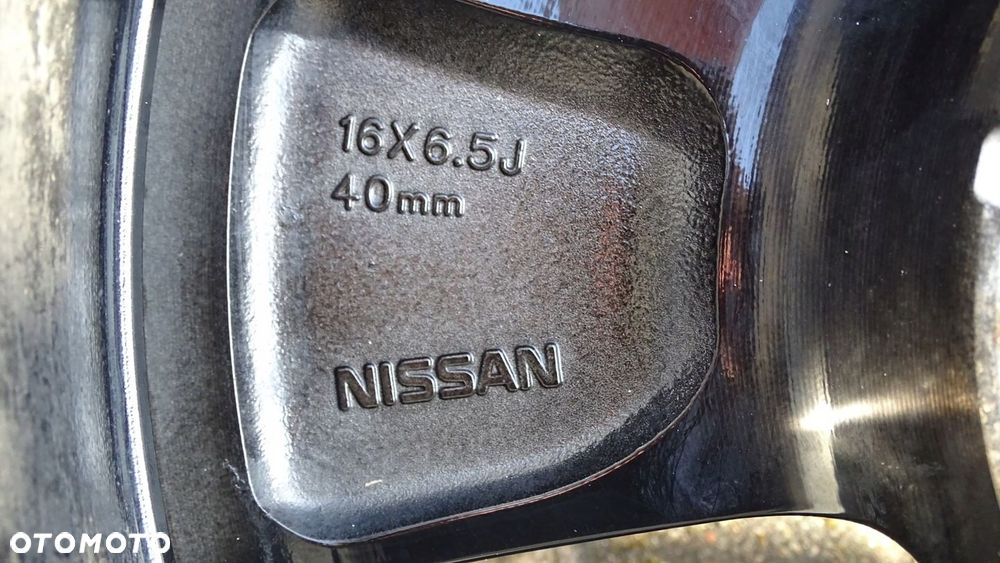 16X6.5J
40mm
NISSAN
OTOMOTO